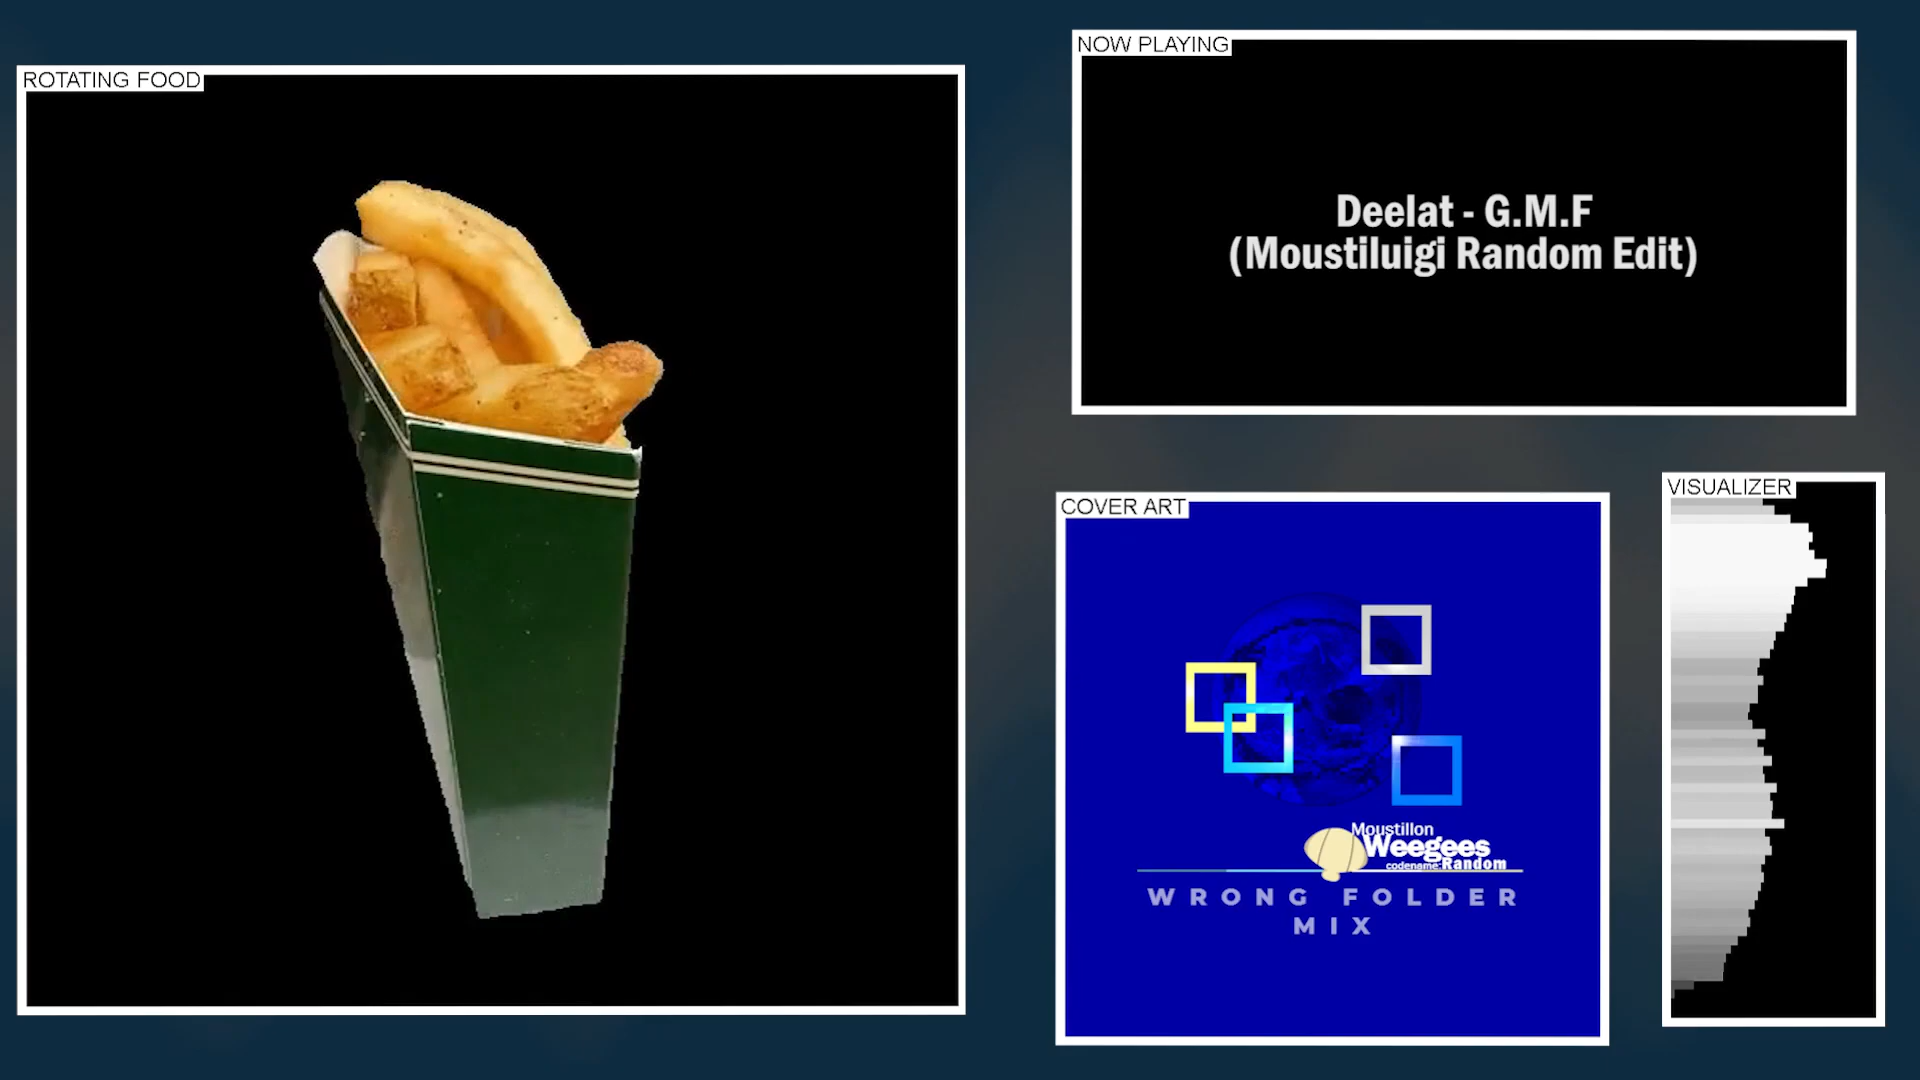 ROTATING FOOD
NOW PLAYING
Deelat - G.M.F
(Moustiluigi Random Edit)
COVER ART
Moustillon
Weegees
codename:Random
WRONG FOLDER
MIX
VISUALIZER